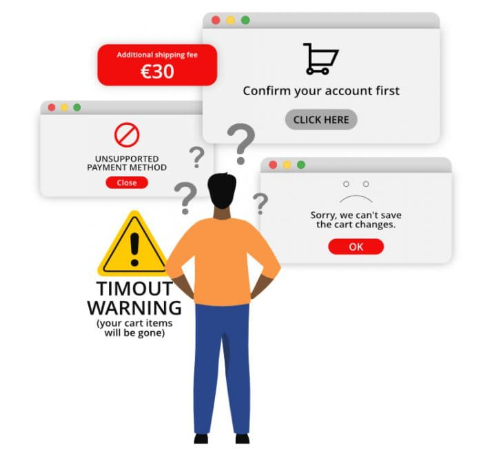 Additional shipping fee
€30
Confirm your account first
CLICK HERE
UNSUPPORTED
PAYMENT METHOD
Close
?
?
?
?
Sorry, we can't save
the cart changes.
OK
!
TIMOUT
WARNING
(your cart items
will be gone)